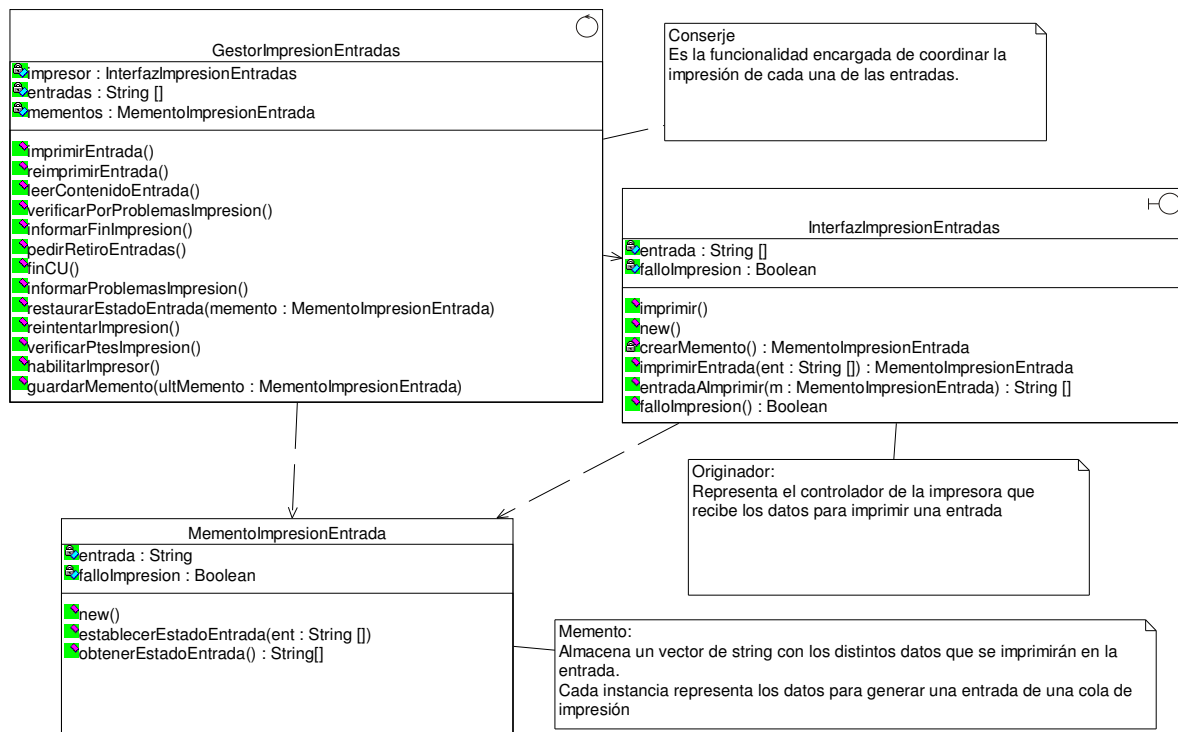 GestorImpresionEntradas
impresor : InterfazImpresionEntradas
entradas : String []
mementos : MementoImpresionEntrada
imprimirEntrada()
reimprimirEntrada()
leerContenidoEntrada()
verificarPorProblemasImpresion()
informarFinImpresion()
pedirRetiroEntradas()
finCU()
informarProblemasImpresion()
restaurarEstadoEntrada(memento : MementoImpresionEntrada)
reintentarImpresion()
verificarPtesImpresion()
habilitarImpresor()
guardarMemento(ultMemento : MementoImpresionEntrada)
Conserje
Es la funcionalidad encargada de coordinar la
impresión de cada una de las entradas.
InterfazImpresionEntradas
entrada : String []
falloImpresion : Boolean
imprimir()
new()
crearMemento() : MementoImpresionEntrada
imprimirEntrada(ent : String []) : MementoImpresionEntrada
entradaAImprimir(m : MementoImpresionEntrada) : String []
falloImpresion() : Boolean
Originador:
Representa el controlador de la impresora que
recibe los datos para imprimir una entrada
MementoImpresionEntrada
entrada : String
falloImpresion : Boolean
new()
establecerEstadoEntrada(ent : String [])
obtenerEstadoEntrada() : String[]
Memento:
Almacena un vector de string con los distintos datos que se imprimirán en la
entrada.
Cada instancia representa los datos para generar una entrada de una cola de
impresión